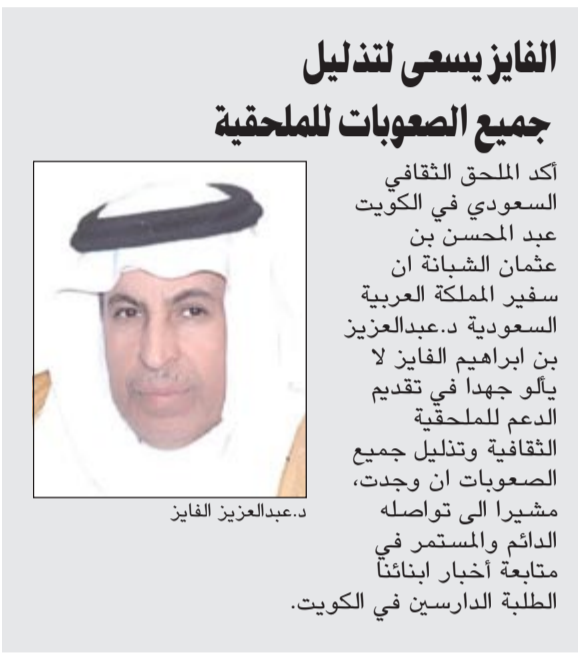 الفايز يسعى لتذليل
جميع الصعوبات للملحقية
أكد الملحق الثقافي
السعودي في الكويت
عبد المحسن بن
عثمان الشبانة ان
سفير المملكة العربية
السعودية د.عبدالعزيز
بن ابراهيم الفايز لا
يألو جهدا في تقديم
الدعم للملحقية
الثقافية وتذليل جميع
الصعوبات ان وجدت،
مشيرا الى تواصله
الدائم والمستمر في
متابعة أخبار ابنائنا
الطلبة الدارسين في الكويت.
د.عبدالعزيز الفايز